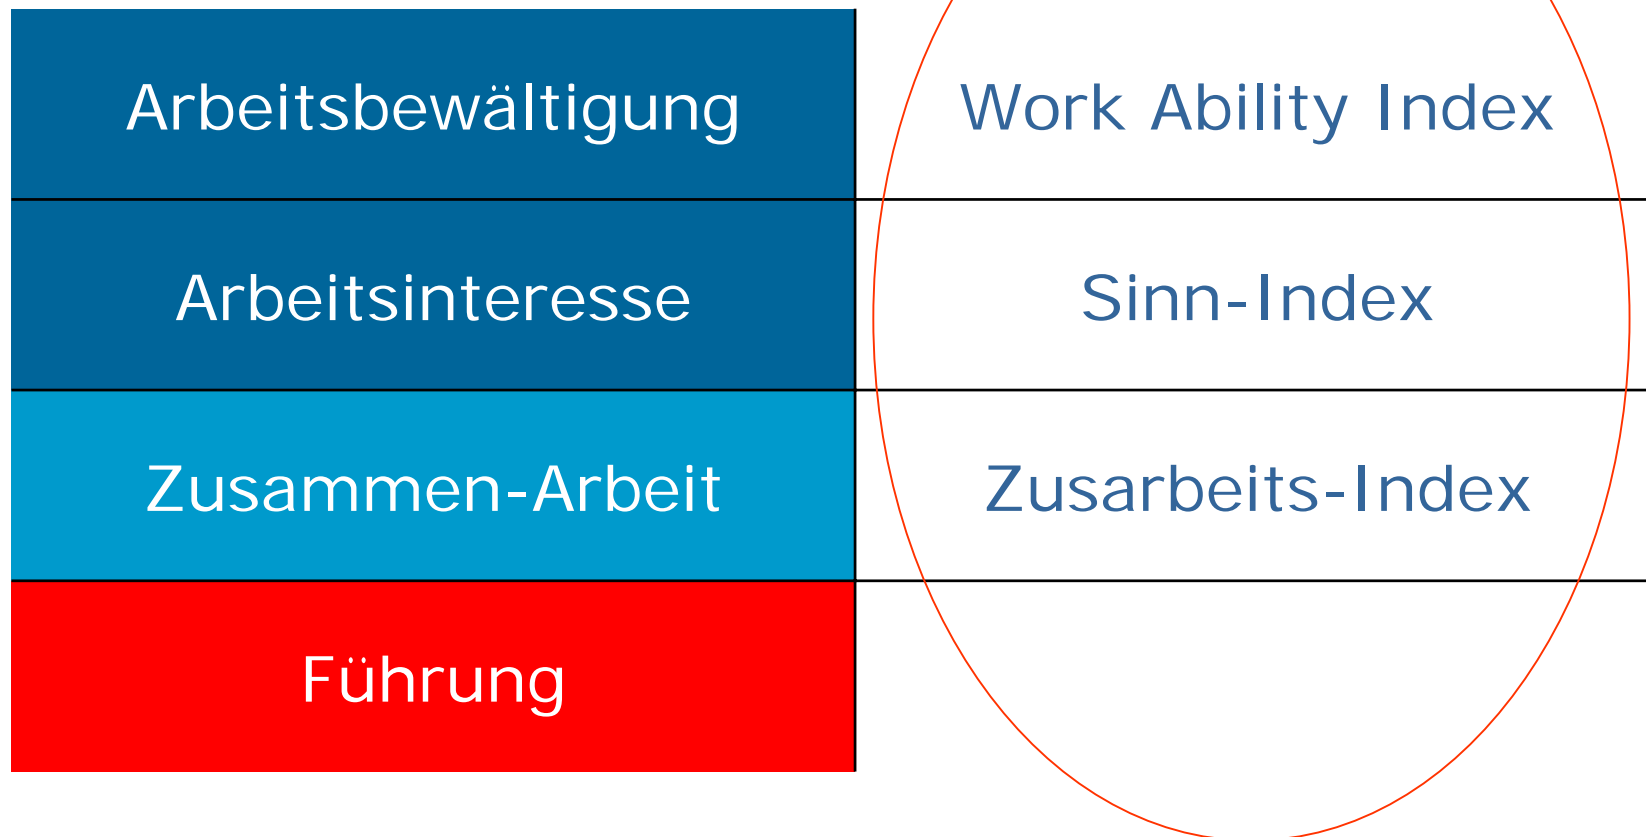 Arbeitsbewältigung Work Ability Index
Arbeitsinteresse Sinn-Index
Zusammen-Arbeit Zusarbeits-Index
Führung